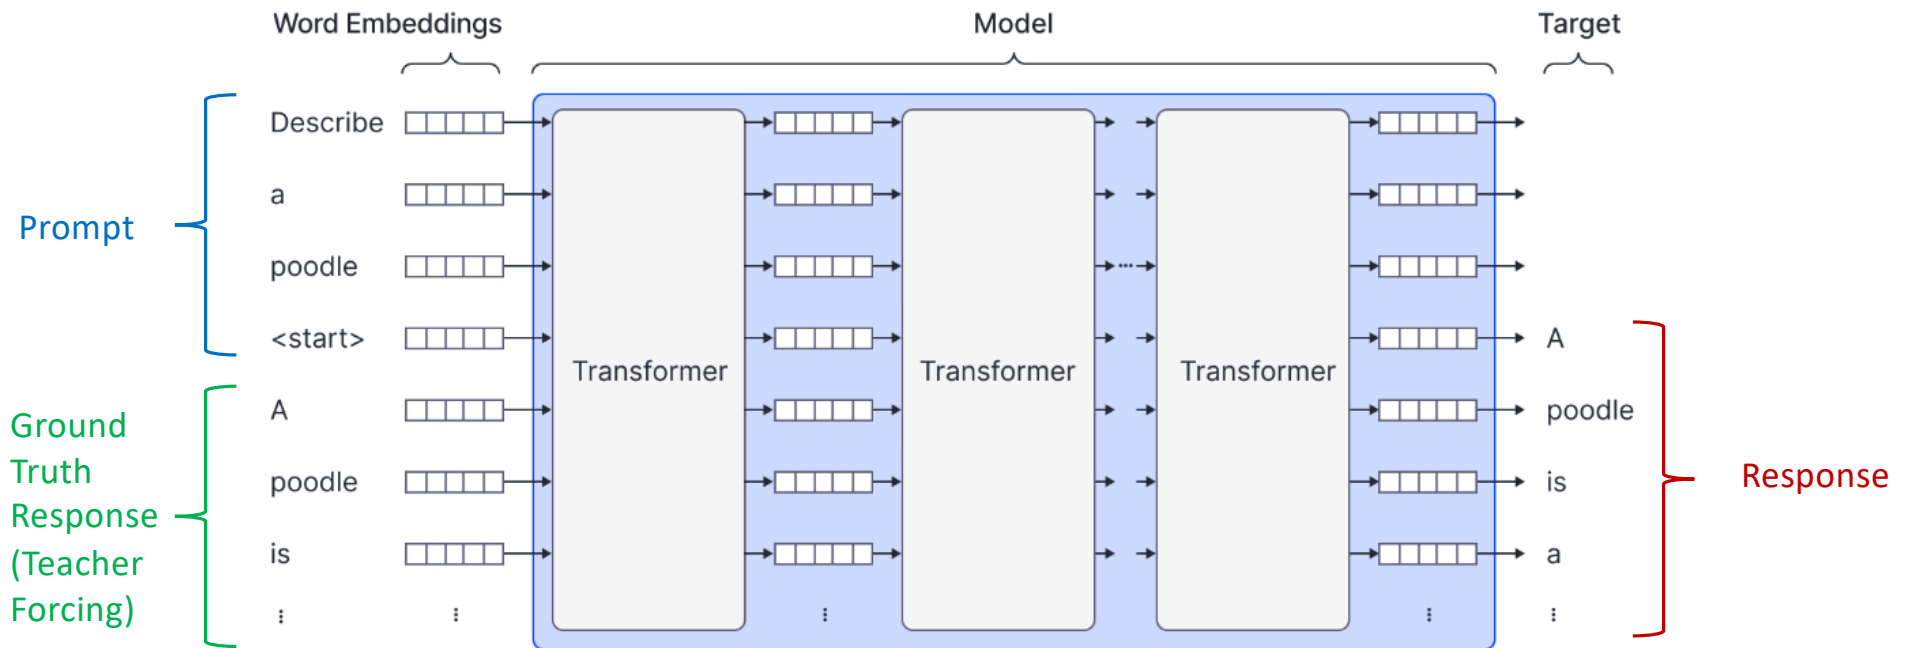 Word Embeddings
Model
Target
Describe
a
Prompt
poodle
...
<start>
A
Transformer
Transformer
Transformer
A
poodle
Ground
Truth
Response
(Teacher
Forcing)
poodle
is
Response
is
a